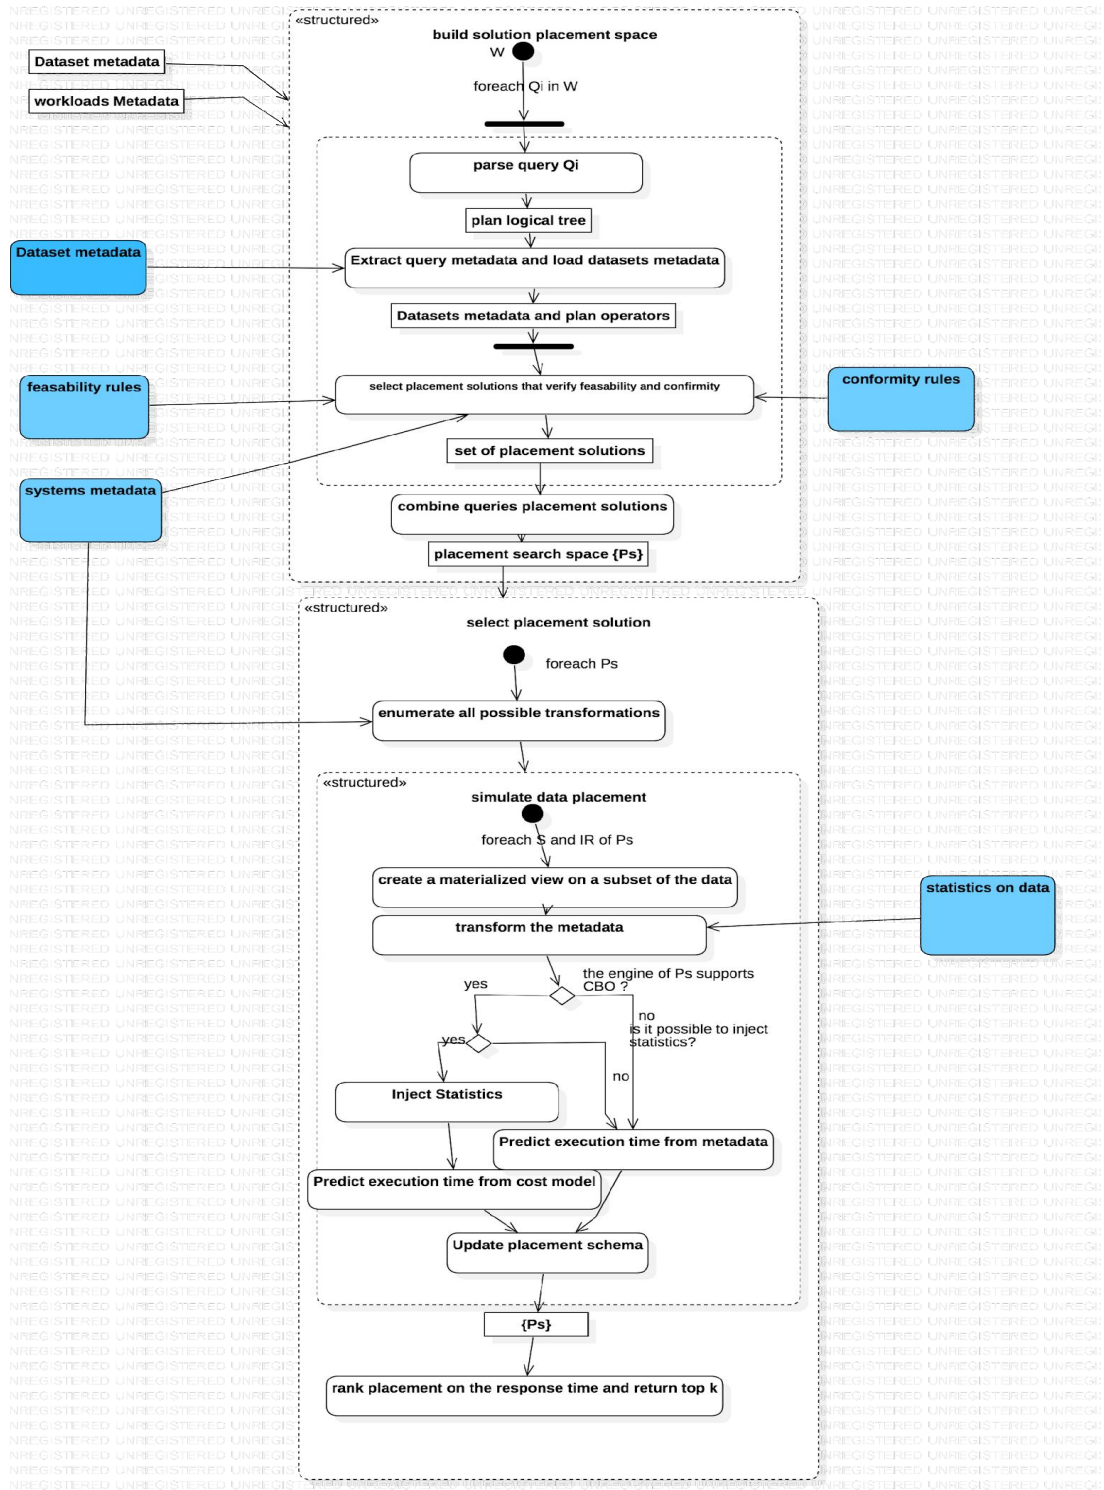 «structured»
build solution placement space
W
Dataset metadata
foreach Qi in W
workloads Metadata
parse query Qi
plan logical tree
Dataset metadata
Extract query metadata and load datasets metadata
Datasets metadata and plan operators
feasability rules
select placement solutions that verify feasability and confirmity
conformity rules
set of placement solutions
systems metadata
combine queries placement solutions
placement search space {Ps}
«structured»
select placement solution
foreach Ps
enumerate all possible transformations
«structured»
simulate data placement
foreach S and IR of Ps
create a materialized view on a subset of the data
statistics on data
transform the metadata
the engine of Ps supports
CBO ?
yes
no
is it possible to inject
statistics?
yes
no
Inject Statistics
Predict execution time from metadata
Predict execution time from cost model
Update placement schema
{Ps}
rank placement on the response time and return top k